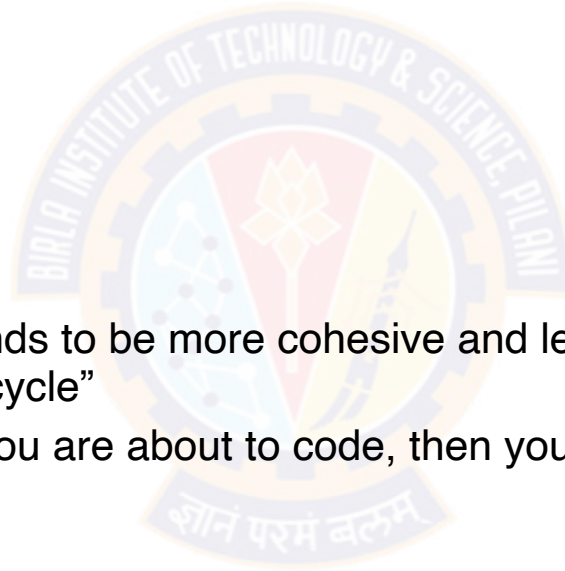 BIRLA INSTITUTE OF TECHNOLOGY & SCIENCE, PILANI
nds to be more cohesive and le
cycle”
ou are about to code, then you
ज्ञानं परमं बलम्